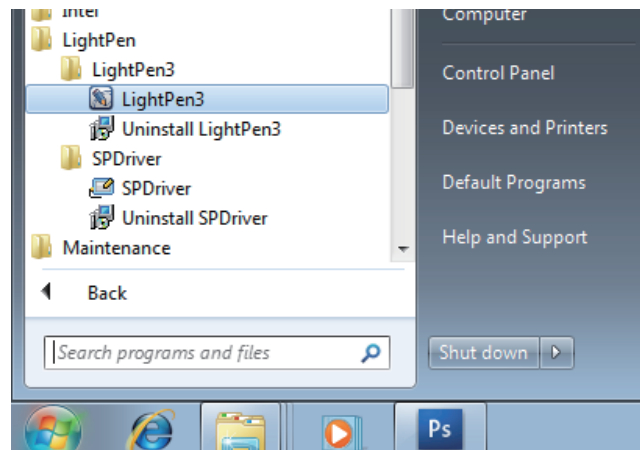 Intel
LightPen
LightPen3
LightPen3
Uninstall LightPen3
SPDriver
SPDriver
Uninstall SPDriver
Maintenance
Back
Search programs and files
Computer
Control Panel
Devices and Printers
Default Programs
Help and Support
Shut down
Ps